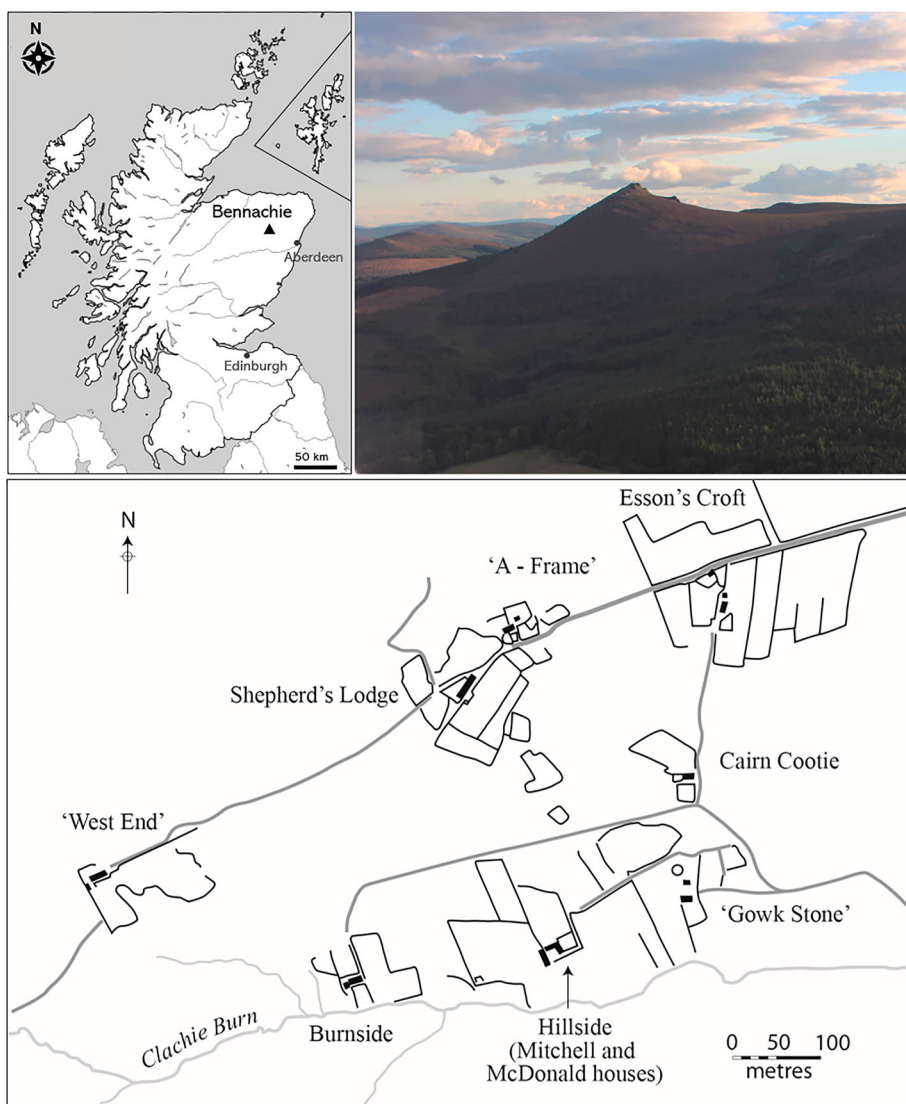 N
Bennachie
Aberdeen
Edinburgh
50 km
N
Esson's Croft
‘A - Frame’
Shepherd's Lodge
Cairn Cootie
‘West End’
‘Gowk Stone’
Clachie Burn
Burnside
Hillside
(Mitchell and
McDonald houses)
0 50 100
metres